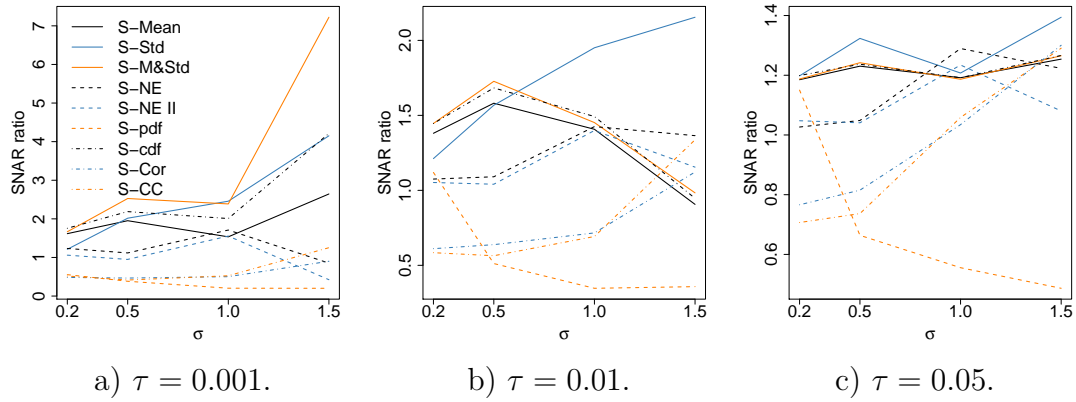 SNAR ratio
7
6
5
4
3
2
1
0
S−Mean
S−Std
S−M&Std
S−NE
S−NE II
S−pdf
S−cdf
S−Cor
S−CC
0.2 0.5 1.0 1.5
σ
SNAR ratio
2.0
1.5
1.0
0.5
0.2 0.5 1.0 1.5
σ
SNAR ratio
1.4
1.2
1.0
0.8
0.6
0.2 0.5 1.0 1.5
σ
a) τ = 0.001. b) τ = 0.01. c) τ = 0.05.